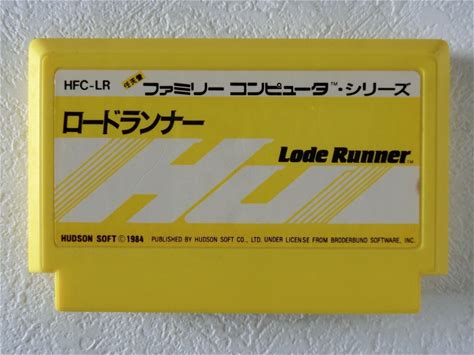 HFC-LR 任天堂 ファミリー コンピュータ™・シリーズ
ロードランナー
HU
Lode Runner™
HUDSON SOFT © 1984 PUBLISHED BY HUDSON SOFT CO., LTD. UNDER LICENSE FROM BRODERBUND SOFTWARE, INC.